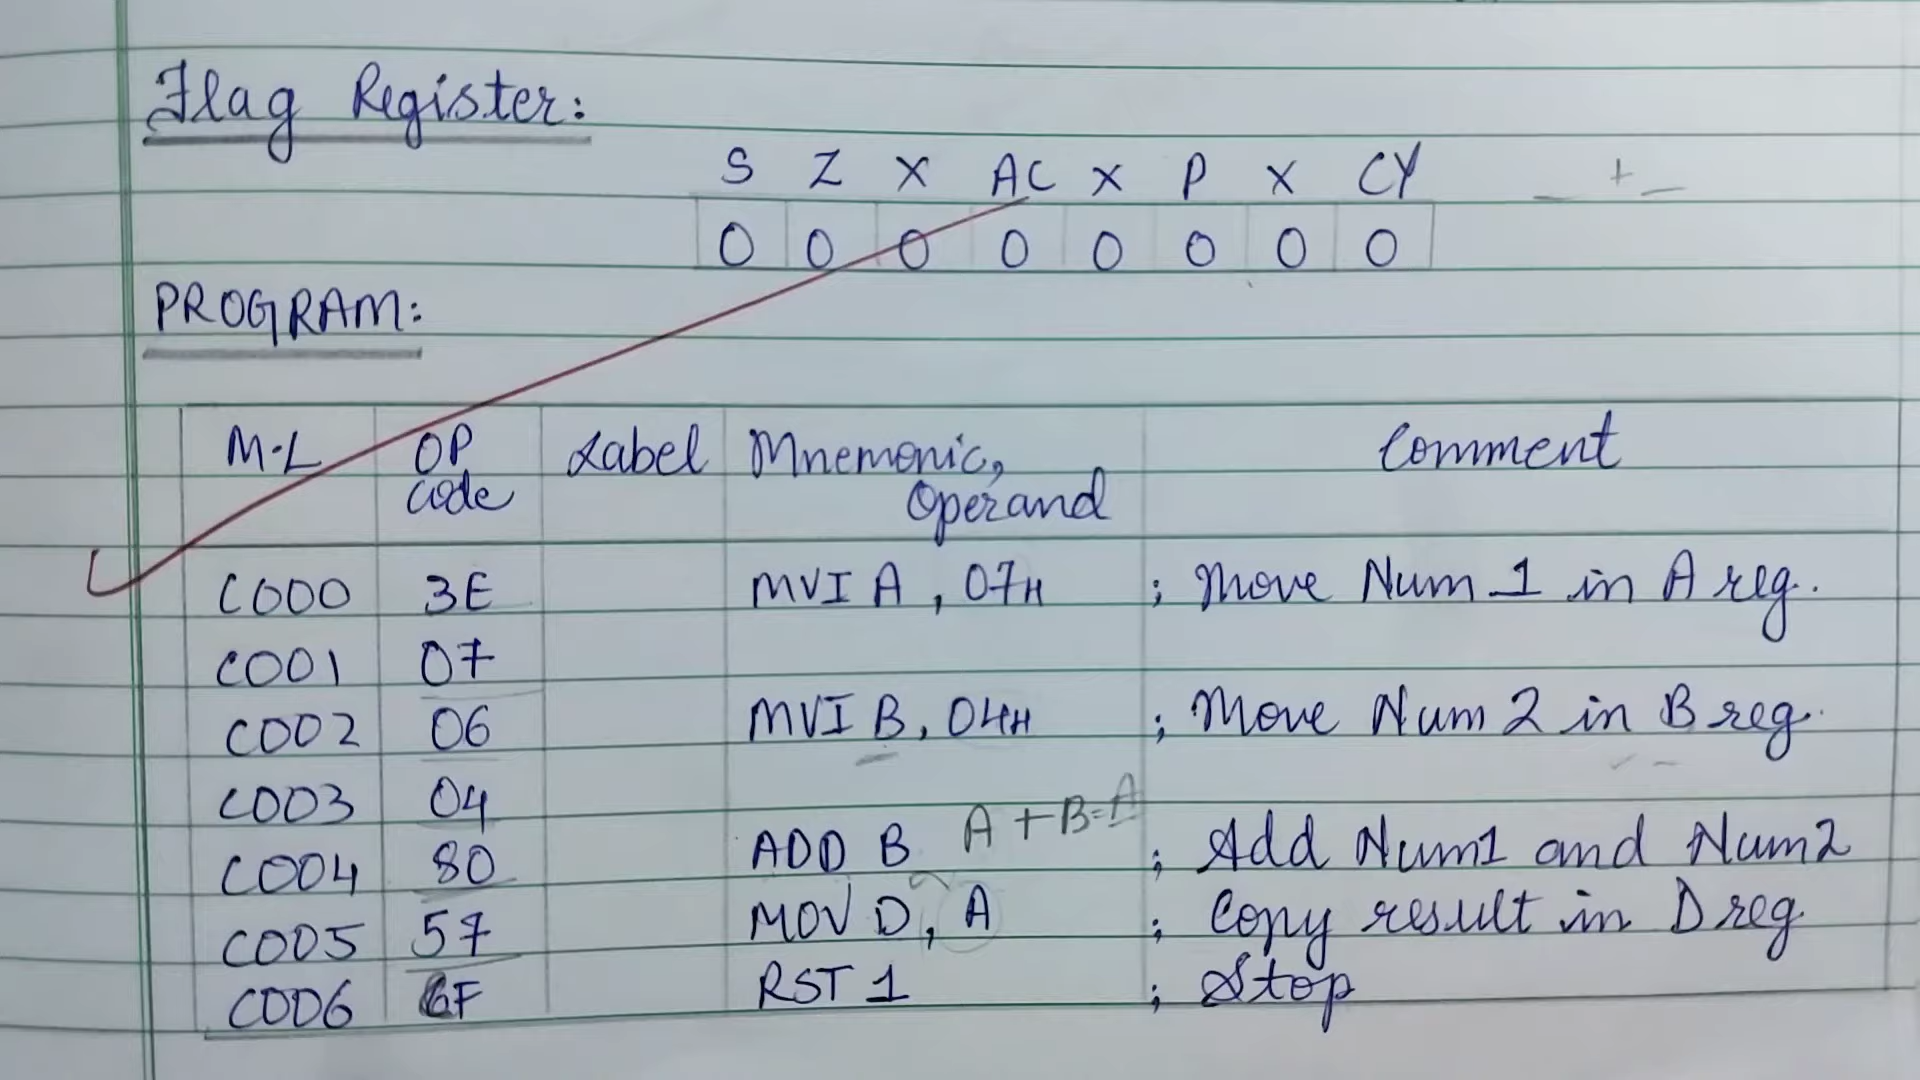 Flag Register:
S Z X AC X P X CY
0 0 0 0 0 0 0 0
PROGRAM:
M.L OP code Label Mnemonic, Operand Comment
C000 3E MVI A, 07H ; Move Num 1 in A reg.
C001 07
C002 06 MVI B, 04H ; Move Num 2 in B reg.
C003 04
C004 80 ADD B A + B = A ; Add Num1 and Num2
C005 57 MOV D, A ; Copy result in D reg
C006 F RST 1 ; Stop